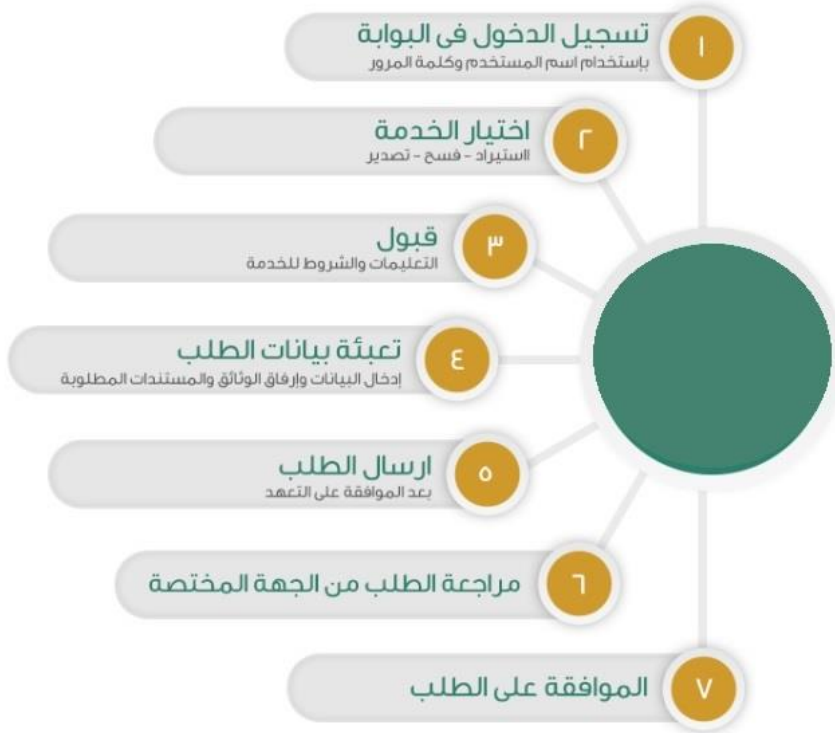 ١
تسجيل الدخول فى البوابة
بإستخدام اسم المستخدم وكلمة المرور
٢
اختيار الخدمة
ااستيراد - فسح - تصدير
٣
قبول
التعليمات والشروط للخدمة
٤
تعبئة بيانات الطلب
إدخال البيانات وإرفاق الوثائق والمستندات المطلوبة
٥
ارسال الطلب
بعد الموافقة على التعهد
٦
مراجعة الطلب من الجهة المختصة
٧
الموافقة على الطلب